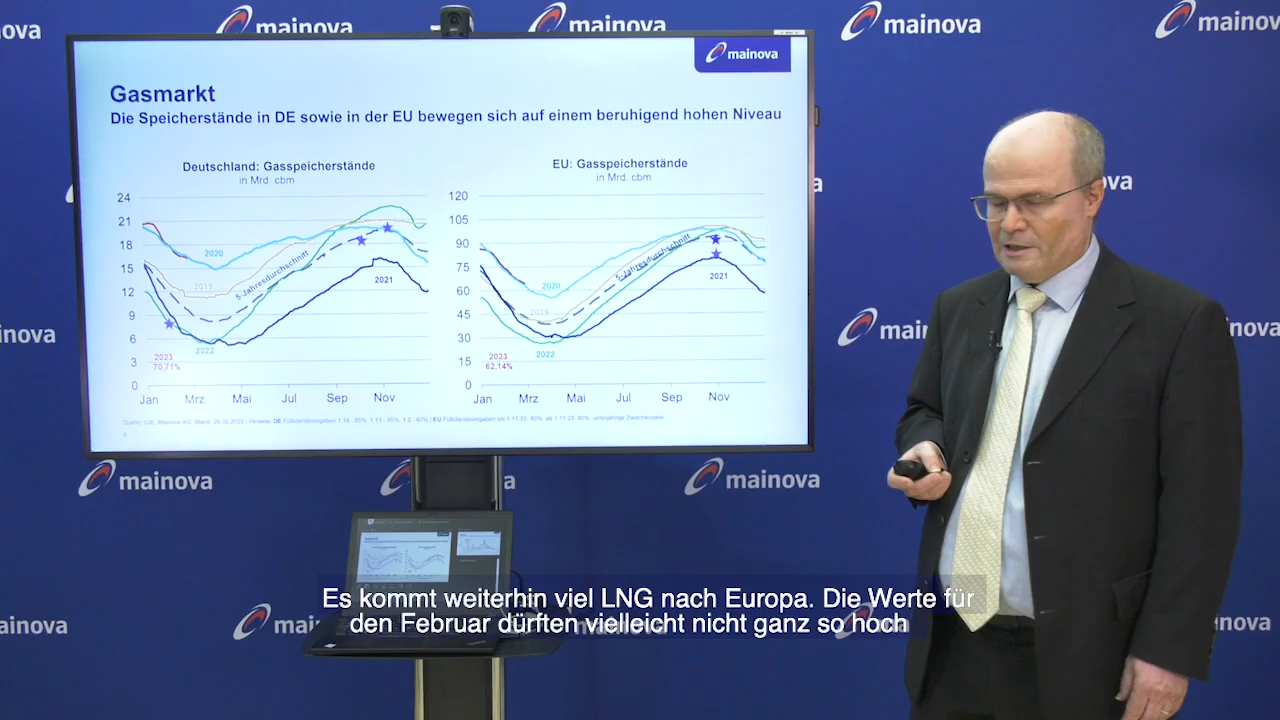 mainova
mainova
mainova
mainova
mainova
Gasmarkt
Die Speicherstände in DE sowie in der EU bewegen sich auf einem beruhigend hohen Niveau
Deutschland: Gasspeicherstände
in Mrd. cbm
24
21
18
15
12
9
6
3
0
2020
2019
5-Jahresdurchschnitt
2021
2022
2023
70,71%
Jan Mrz Mai Jul Sep Nov
EU: Gasspeicherstände
in Mrd. cbm
120
105
90
75
60
45
30
15
0
2020
2019
5-Jahresdurchschnitt
2021
2022
2023
62,14%
Jan Mrz Mai Jul Sep Nov
mainova
mainova
Es kommt weiterhin viel LNG nach Europa. Die Werte für
den Februar dürften vielleicht nicht ganz so hoch